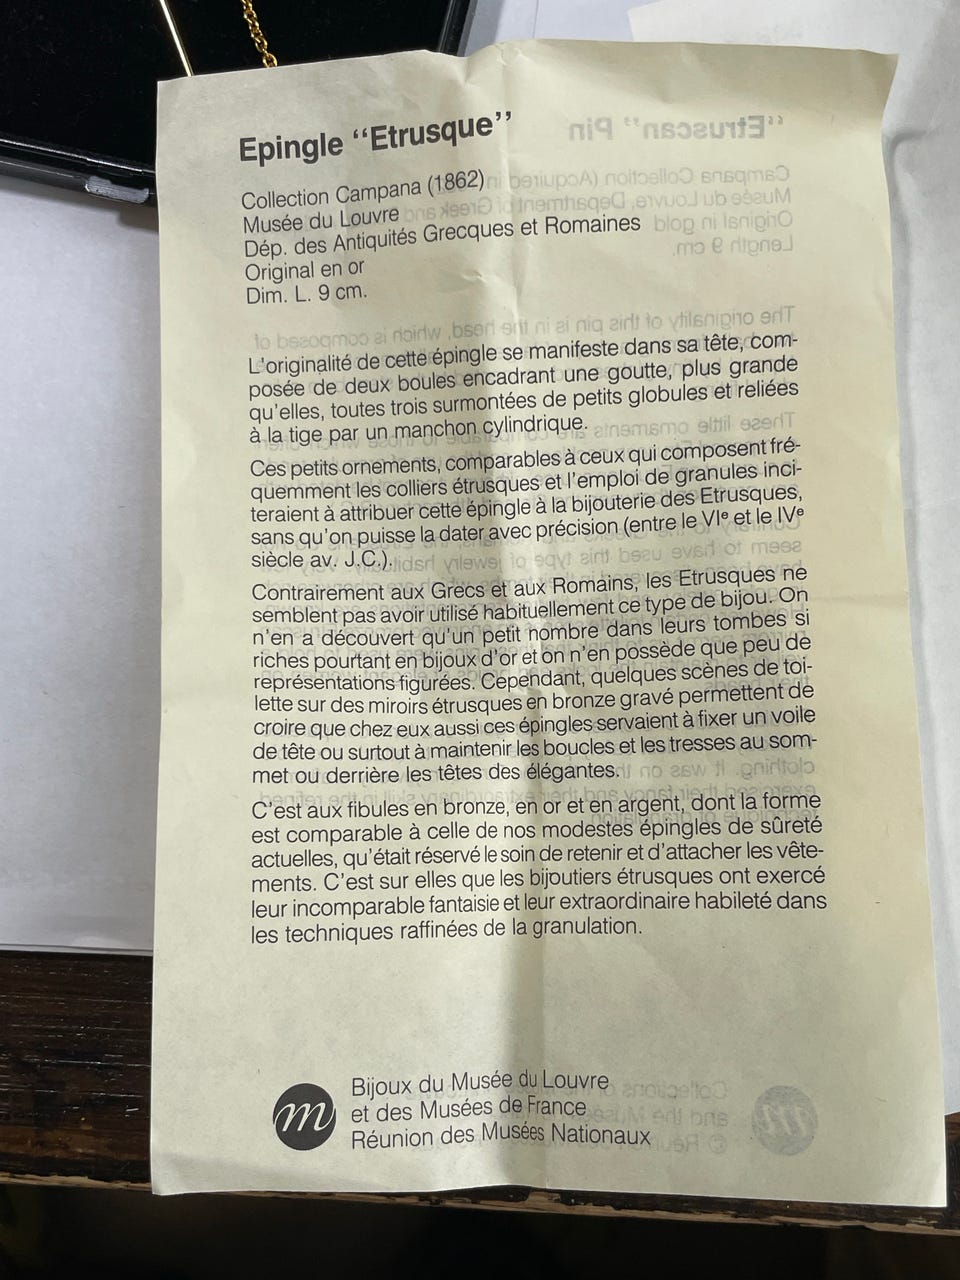 Epingle “Etrusque”
Collection Campana (1862)
Musée du Louvre
Dép. des Antiquités Grecques et Romaines
Original en or
Dim. L. 9 cm.
L'originalité de cette épingle se manifeste dans sa tête, com-
posée de deux boules encadrant une goutte, plus grande
qu'elles, toutes trois surmontées de petits globules et reliées
à la tige par un manchon cylindrique.
Ces petits ornements, comparables à ceux qui composent fré-
quemment les colliers étrusques et l'emploi de granules inci-
teraient à attribuer cette épingle à la bijouterie des Etrusques,
sans qu'on puisse la dater avec précision (entre le VIᵉ et le IVᵉ
siècle av. J.C.).
Contrairement aux Grecs et aux Romains, les Etrusques ne
semblent pas avoir utilisé habituellement ce type de bijou. On
n'en a découvert qu'un petit nombre dans leurs tombes si
riches pourtant en bijoux d'or et on n'en possède que peu de
représentations figurées. Cependant, quelques scènes de toi-
lette sur des miroirs étrusques en bronze gravé permettent de
croire que chez eux aussi ces épingles servaient à fixer un voile
de tête ou surtout à maintenir les boucles et les tresses au som-
met ou derrière les têtes des élégantes.
C'est aux fibules en bronze, en or et en argent, dont la forme
est comparable à celle de nos modestes épingles de sûreté
actuelles, qu'était réservé le soin de retenir et d'attacher les vête-
ments. C'est sur elles que les bijoutiers étrusques ont exercé
leur incomparable fantaisie et leur extraordinaire habileté dans
les techniques raffinées de la granulation.
m
Bijoux du Musée du Louvre
et des Musées de France
Réunion des Musées Nationaux